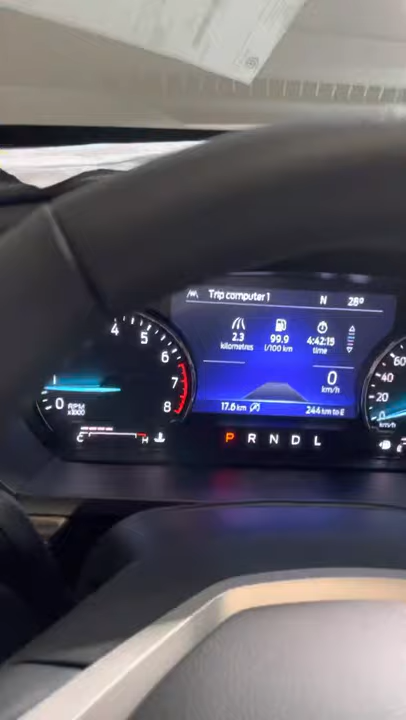 Trip computer 1 N 28°
2.3 99.9 4:42:15
kilometres l/100 km time
4 5 6 7 8
1 0
RPM
x1000
C H
0
km/h
17.6 km 244 km to E
P R N D L
60
40
20
0
km/h